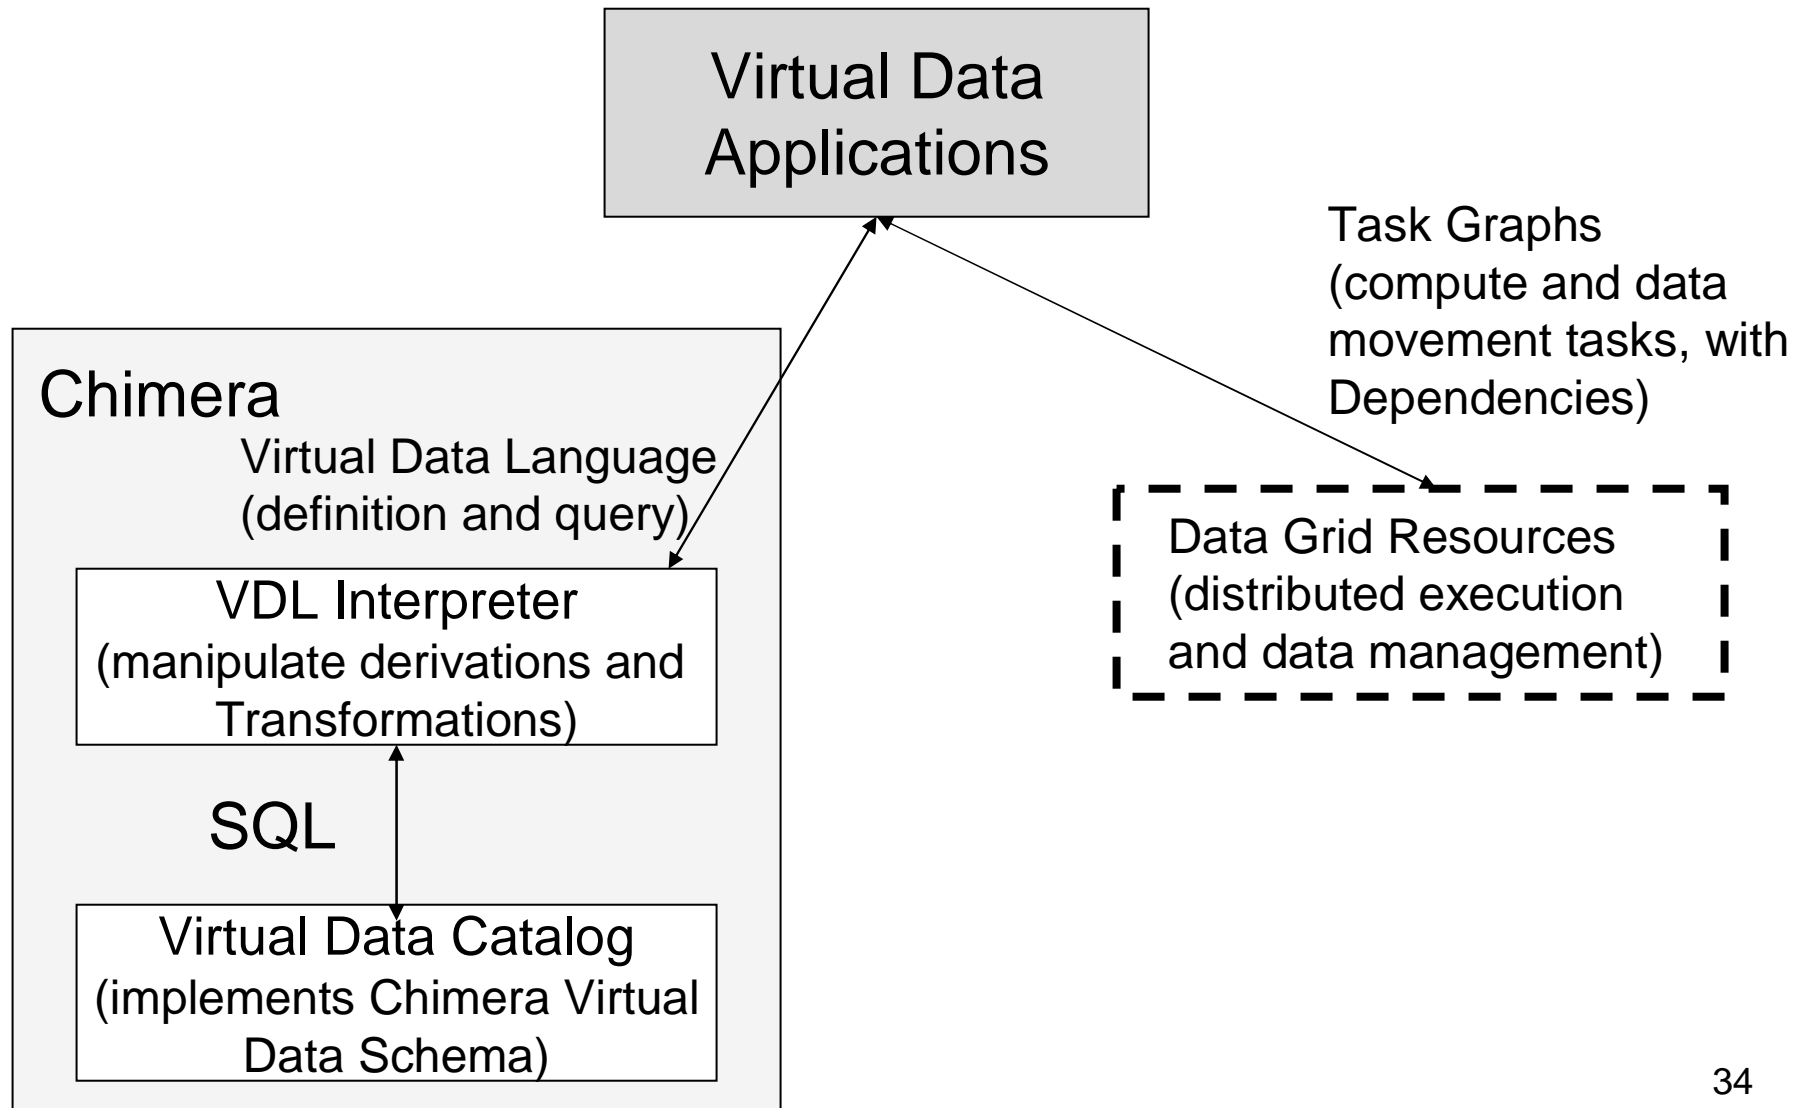 Virtual Data
Applications
Task Graphs
(compute and data
movement tasks, with
Dependencies)
Chimera
Virtual Data Language
(definition and query)
VDL Interpreter
(manipulate derivations and
Transformations)
Data Grid Resources
(distributed execution
and data management)
SQL
Virtual Data Catalog
(implements Chimera Virtual
Data Schema)
34